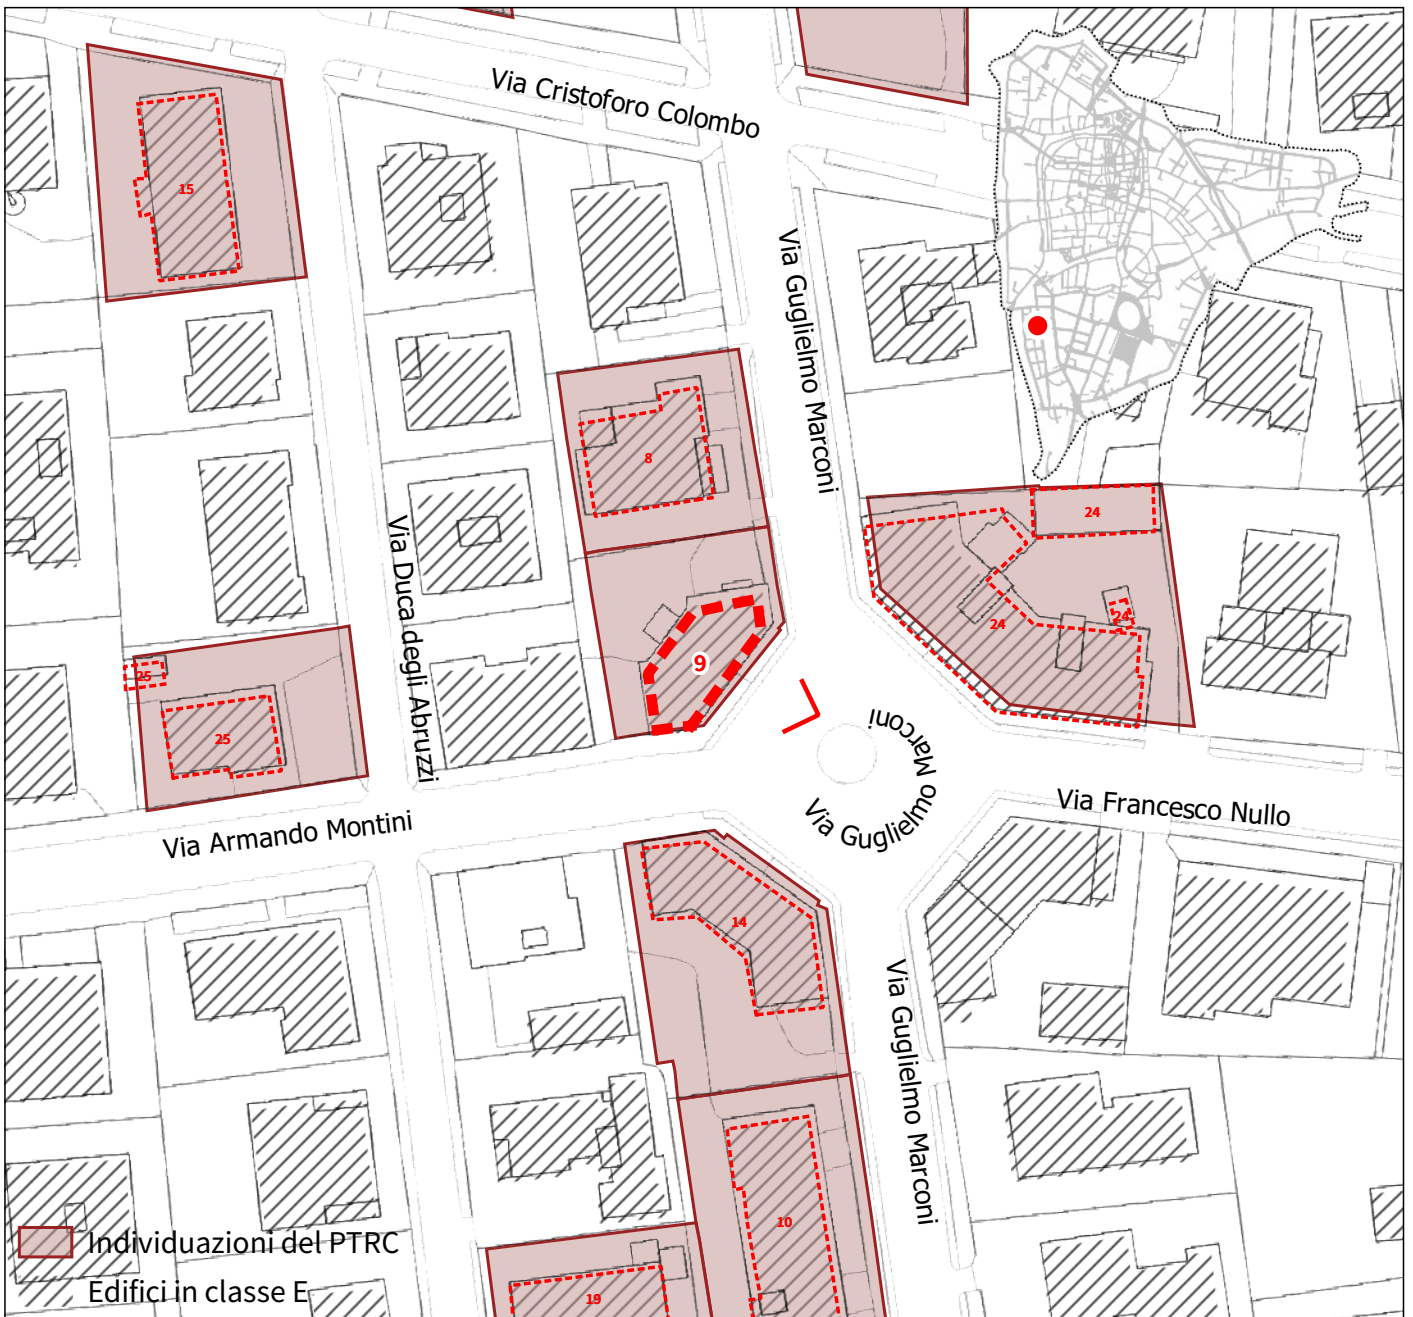 Via Cristoforo Colombo
15
Via Guglielmo Marconi
8
24
Via Duca degli Abruzzi
24
24
9
25
25
Via Guglielmo Marconi
Via Francesco Nullo
Via Armando Montini
14
Via Guglielmo Marconi
10
Individuazioni del PTRC
Edifici in classe E
19